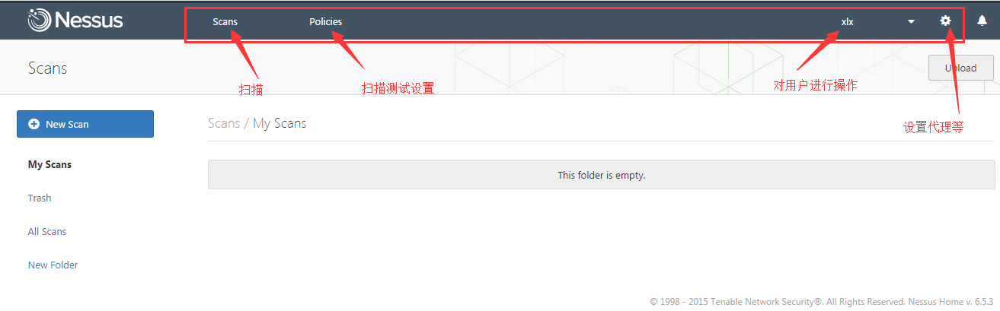 Nessus Scans Policies xlx
Scans Upload
扫描 扫描测试设置 对用户进行操作
设置代理等
New Scan
Scans / My Scans
My Scans
This folder is empty.
Trash
All Scans
New Folder
© 1998 - 2015 Tenable Network Security®. All Rights Reserved. Nessus Home v. 6.5.3